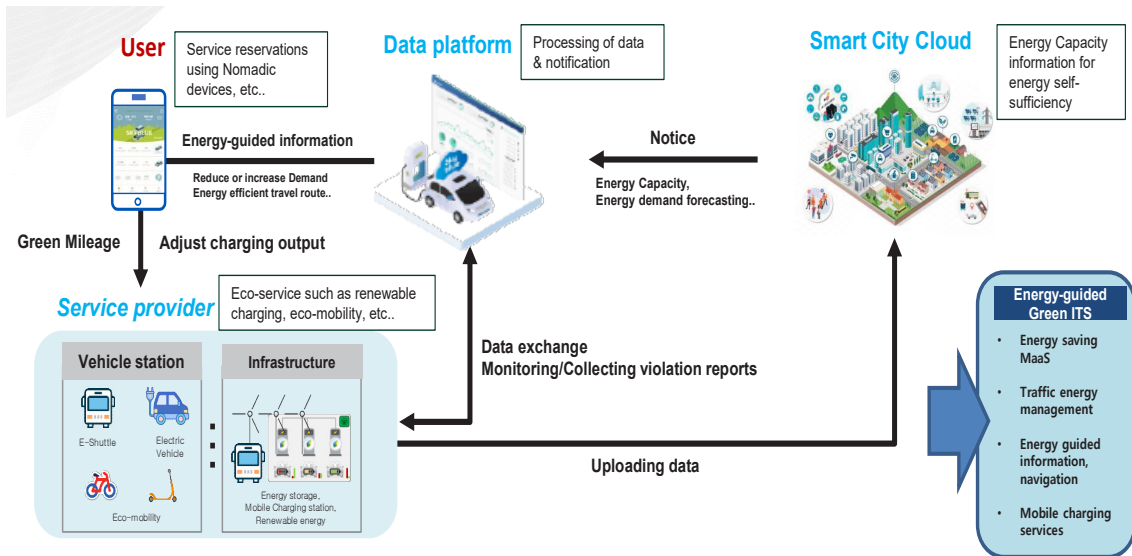 User
Service reservations
using Nomadic
devices, etc..
Data platform
Processing of data
& notification
Smart City Cloud
Energy Capacity
information for
energy self-
sufficiency
Energy-guided information
Reduce or increase Demand
Energy efficient travel route..
Notice
Energy Capacity,
Energy demand forecasting..
Green Mileage
Adjust charging output
Service provider
Eco-service such as renewable
charging, eco-mobility, etc..
Vehicle station
E-Shuttle
Electric
Vehicle
Eco-mobility
Infrastructure
Energy storage,
Mobile Charging station,
Renewable energy
Data exchange
Monitoring/Collecting violation reports
Uploading data
Energy-guided
Green ITS
• Energy saving
MaaS
• Traffic energy
management
• Energy guided
information,
navigation
• Mobile charging
services